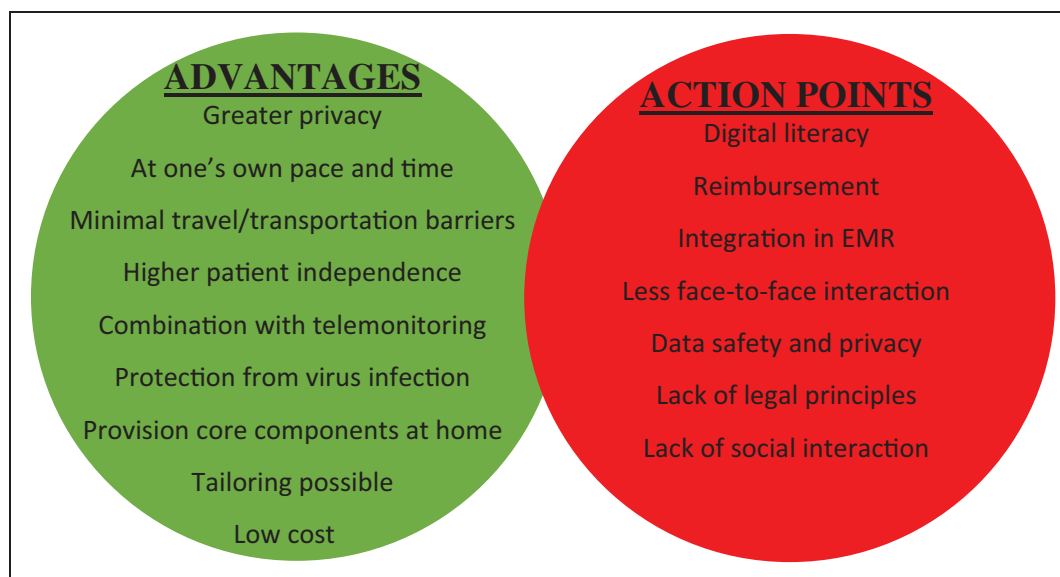 ADVANTAGES
Greater privacy
At one’s own pace and time
Minimal travel/transportation barriers
Higher patient independence
Combination with telemonitoring
Protection from virus infection
Provision core components at home
Tailoring possible
Low cost
ACTION POINTS
Digital literacy
Reimbursement
Integration in EMR
Less face-to-face interaction
Data safety and privacy
Lack of legal principles
Lack of social interaction